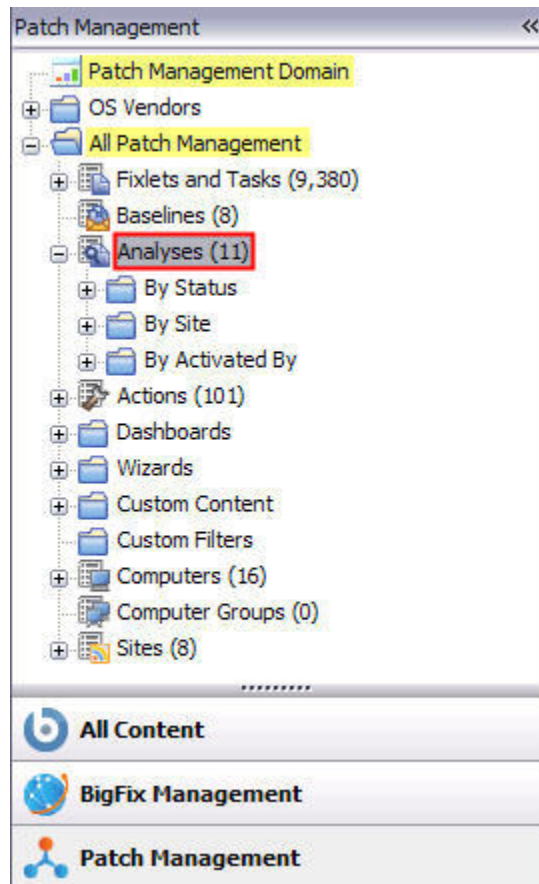 Patch Management
Patch Management Domain
OS Vendors
All Patch Management
Fixlets and Tasks (9,380)
Baselines (8)
Analyses (11)
By Status
By Site
By Activated By
Actions (101)
Dashboards
Wizards
Custom Content
Custom Filters
Computers (16)
Computer Groups (0)
Sites (8)
All Content
BigFix Management
Patch Management